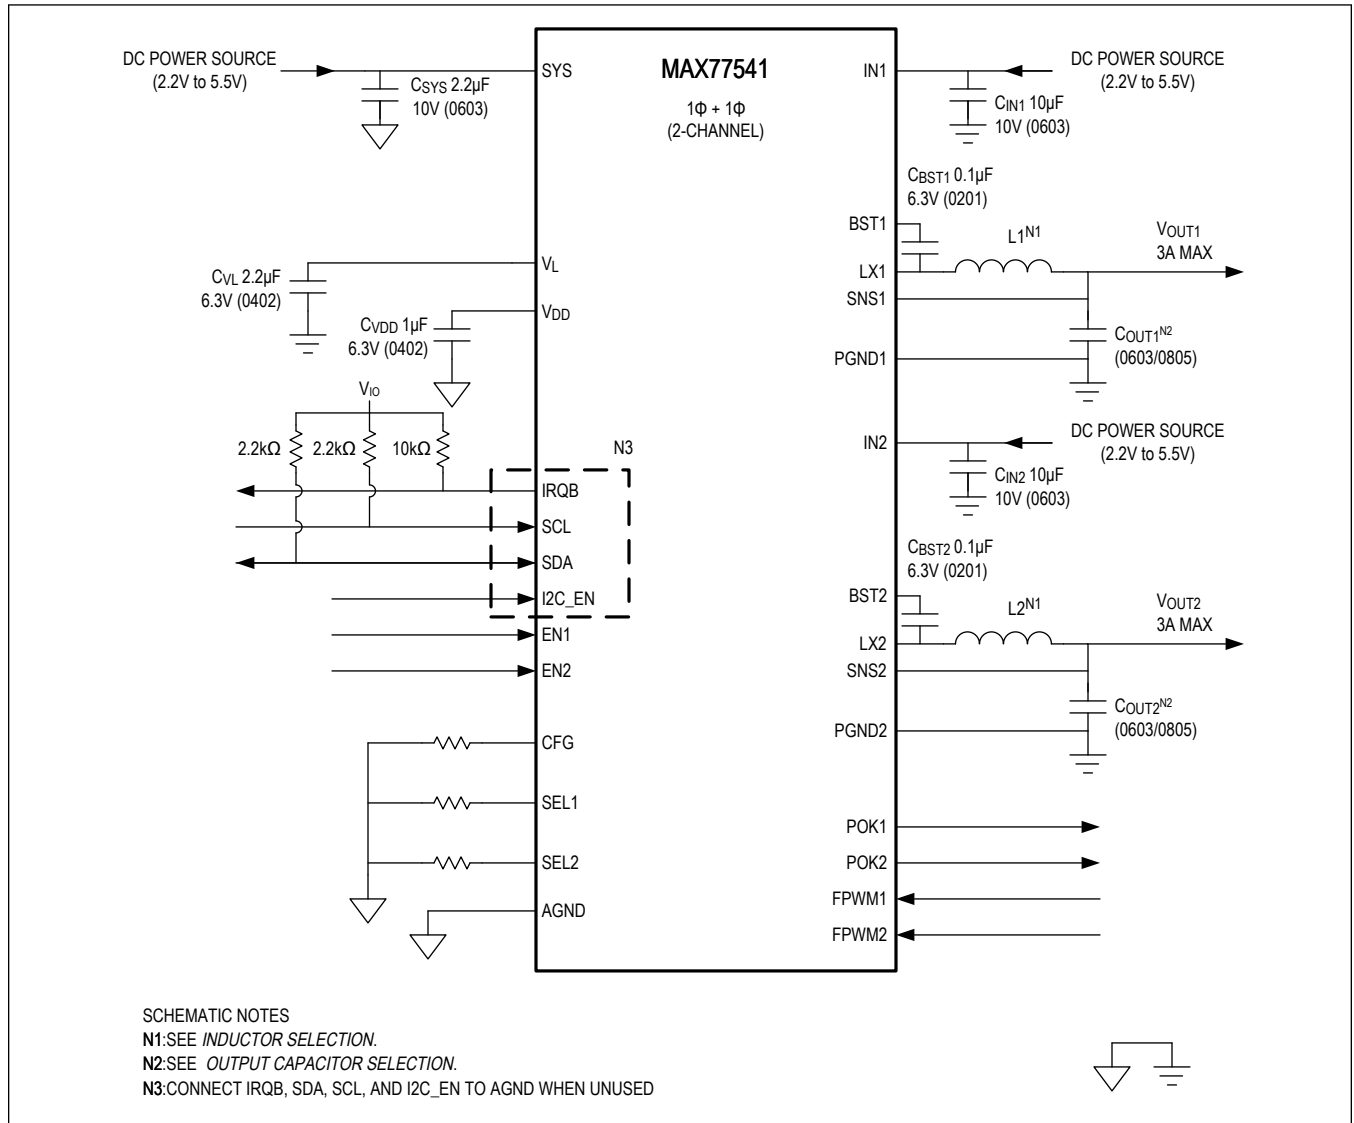 DC POWER SOURCE
(2.2V to 5.5V)
CSYS 2.2µF
10V (0603)
SYS
MAX77541
1Φ + 1Φ
(2-CHANNEL)
IN1
DC POWER SOURCE
(2.2V to 5.5V)
CIN1 10µF
10V (0603)
CBST1 0.1µF
6.3V (0201)
BST1
L1N1
VOUT1
3A MAX
LX1
SNS1
COUT1N2
(0603/0805)
PGND1
VL
CVL 2.2µF
6.3V (0402)
VDD
CVDD 1µF
6.3V (0402)
VIO
2.2kΩ
2.2kΩ
10kΩ
N3
IRQB
SCL
SDA
I2C_EN
EN1
EN2
IN2
DC POWER SOURCE
(2.2V to 5.5V)
CIN2 10µF
10V (0603)
CBST2 0.1µF
6.3V (0201)
BST2
L2N1
VOUT2
3A MAX
LX2
SNS2
COUT2N2
(0603/0805)
PGND2
CFG
SEL1
SEL2
AGND
POK1
POK2
FPWM1
FPWM2
SCHEMATIC NOTES
N1:SEE INDUCTOR SELECTION.
N2:SEE OUTPUT CAPACITOR SELECTION.
N3:CONNECT IRQB, SDA, SCL, AND I2C_EN TO AGND WHEN UNUSED